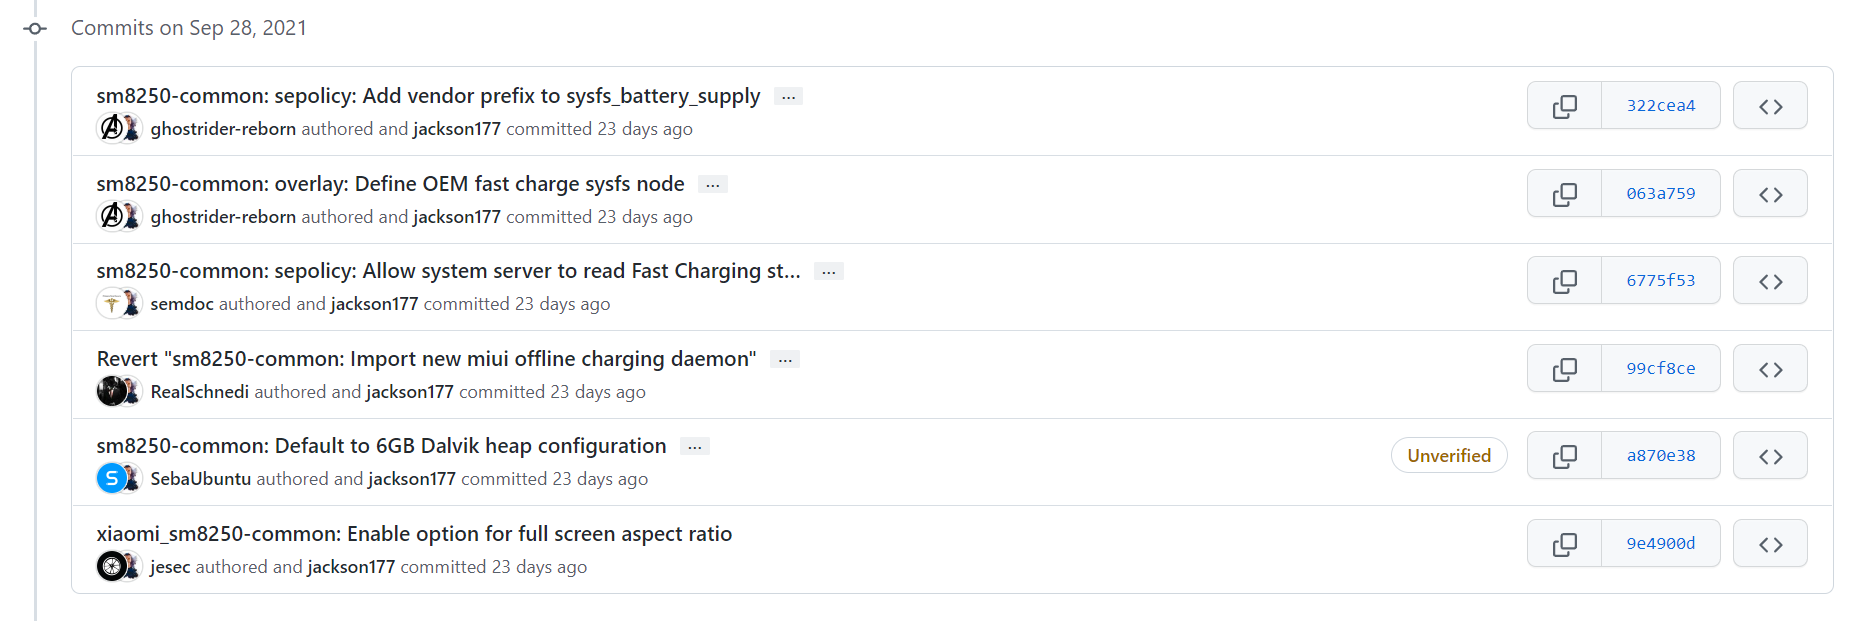 Commits on Sep 28, 2021
sm8250-common: sepolicy: Add vendor prefix to sysfs_battery_supply ...
ghostrider-reborn authored and jackson177 committed 23 days ago
322cea4
sm8250-common: overlay: Define OEM fast charge sysfs node ...
ghostrider-reborn authored and jackson177 committed 23 days ago
063a759
sm8250-common: sepolicy: Allow system server to read Fast Charging st... ...
semdoc authored and jackson177 committed 23 days ago
6775f53
Revert "sm8250-common: Import new miui offline charging daemon" ...
RealSchnedi authored and jackson177 committed 23 days ago
99cf8ce
sm8250-common: Default to 6GB Dalvik heap configuration ...
S SebaUbuntu authored and jackson177 committed 23 days ago
Unverified a870e38
xiaomi_sm8250-common: Enable option for full screen aspect ratio
jesec authored and jackson177 committed 23 days ago
9e4900d